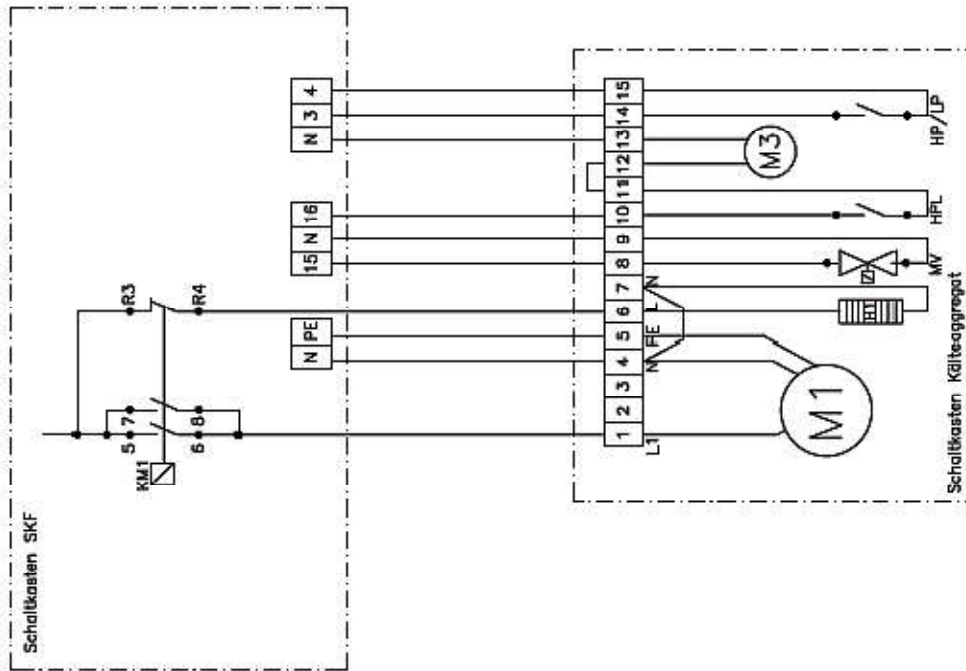 Schaltkasten SKF
KM1
5 7
6 8
R3
R4
N PE
15 N 16
N 3 4
Schaltkasten Kälteaggregat
1 2 3 4 5 6 7 8 9 10 11 12 13 14 15
L1
N PE L N
M1
H1
MV
HPL
M3
HP/LP